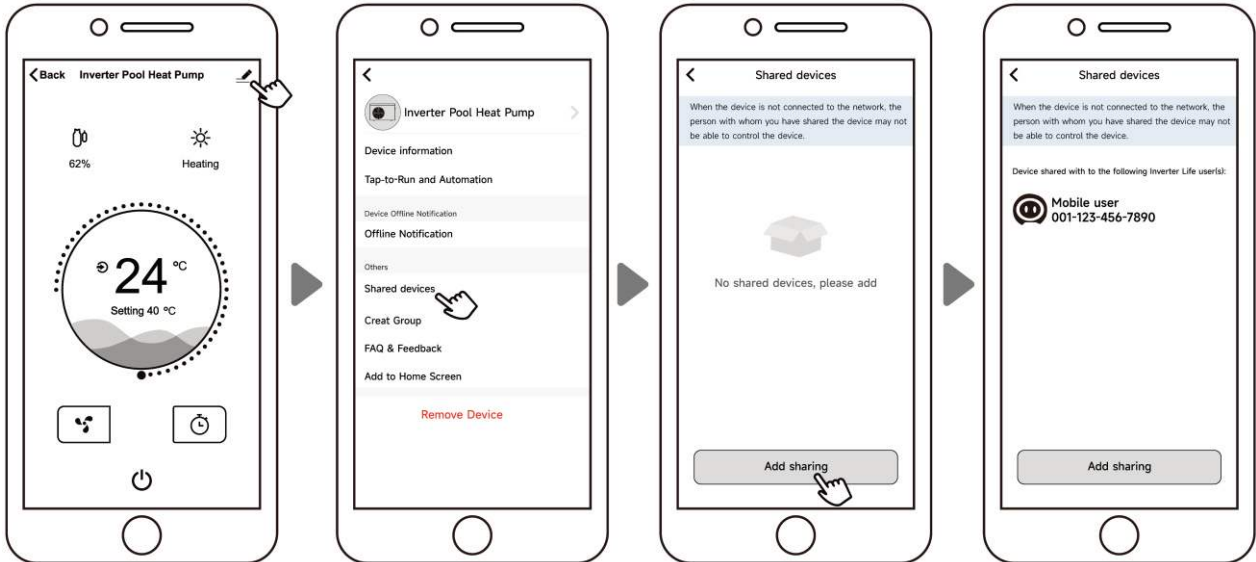 Back Inverter Pool Heat Pump
62%
Heating
24 °C
Setting 40 °C
Inverter Pool Heat Pump
Device information
Tap-to-Run and Automation
Device Offline Notification
Offline Notification
Others
Shared devices
Creat Group
FAQ & Feedback
Add to Home Screen
Remove Device
Shared devices
When the device is not connected to the network, the
person with whom you have shared the device may not
be able to control the device.
No shared devices, please add
Add sharing
Shared devices
When the device is not connected to the network, the
person with whom you have shared the device may not
be able to control the device.
Device shared with to the following Inverter Life user(s):
Mobile user
001-123-456-7890
Add sharing